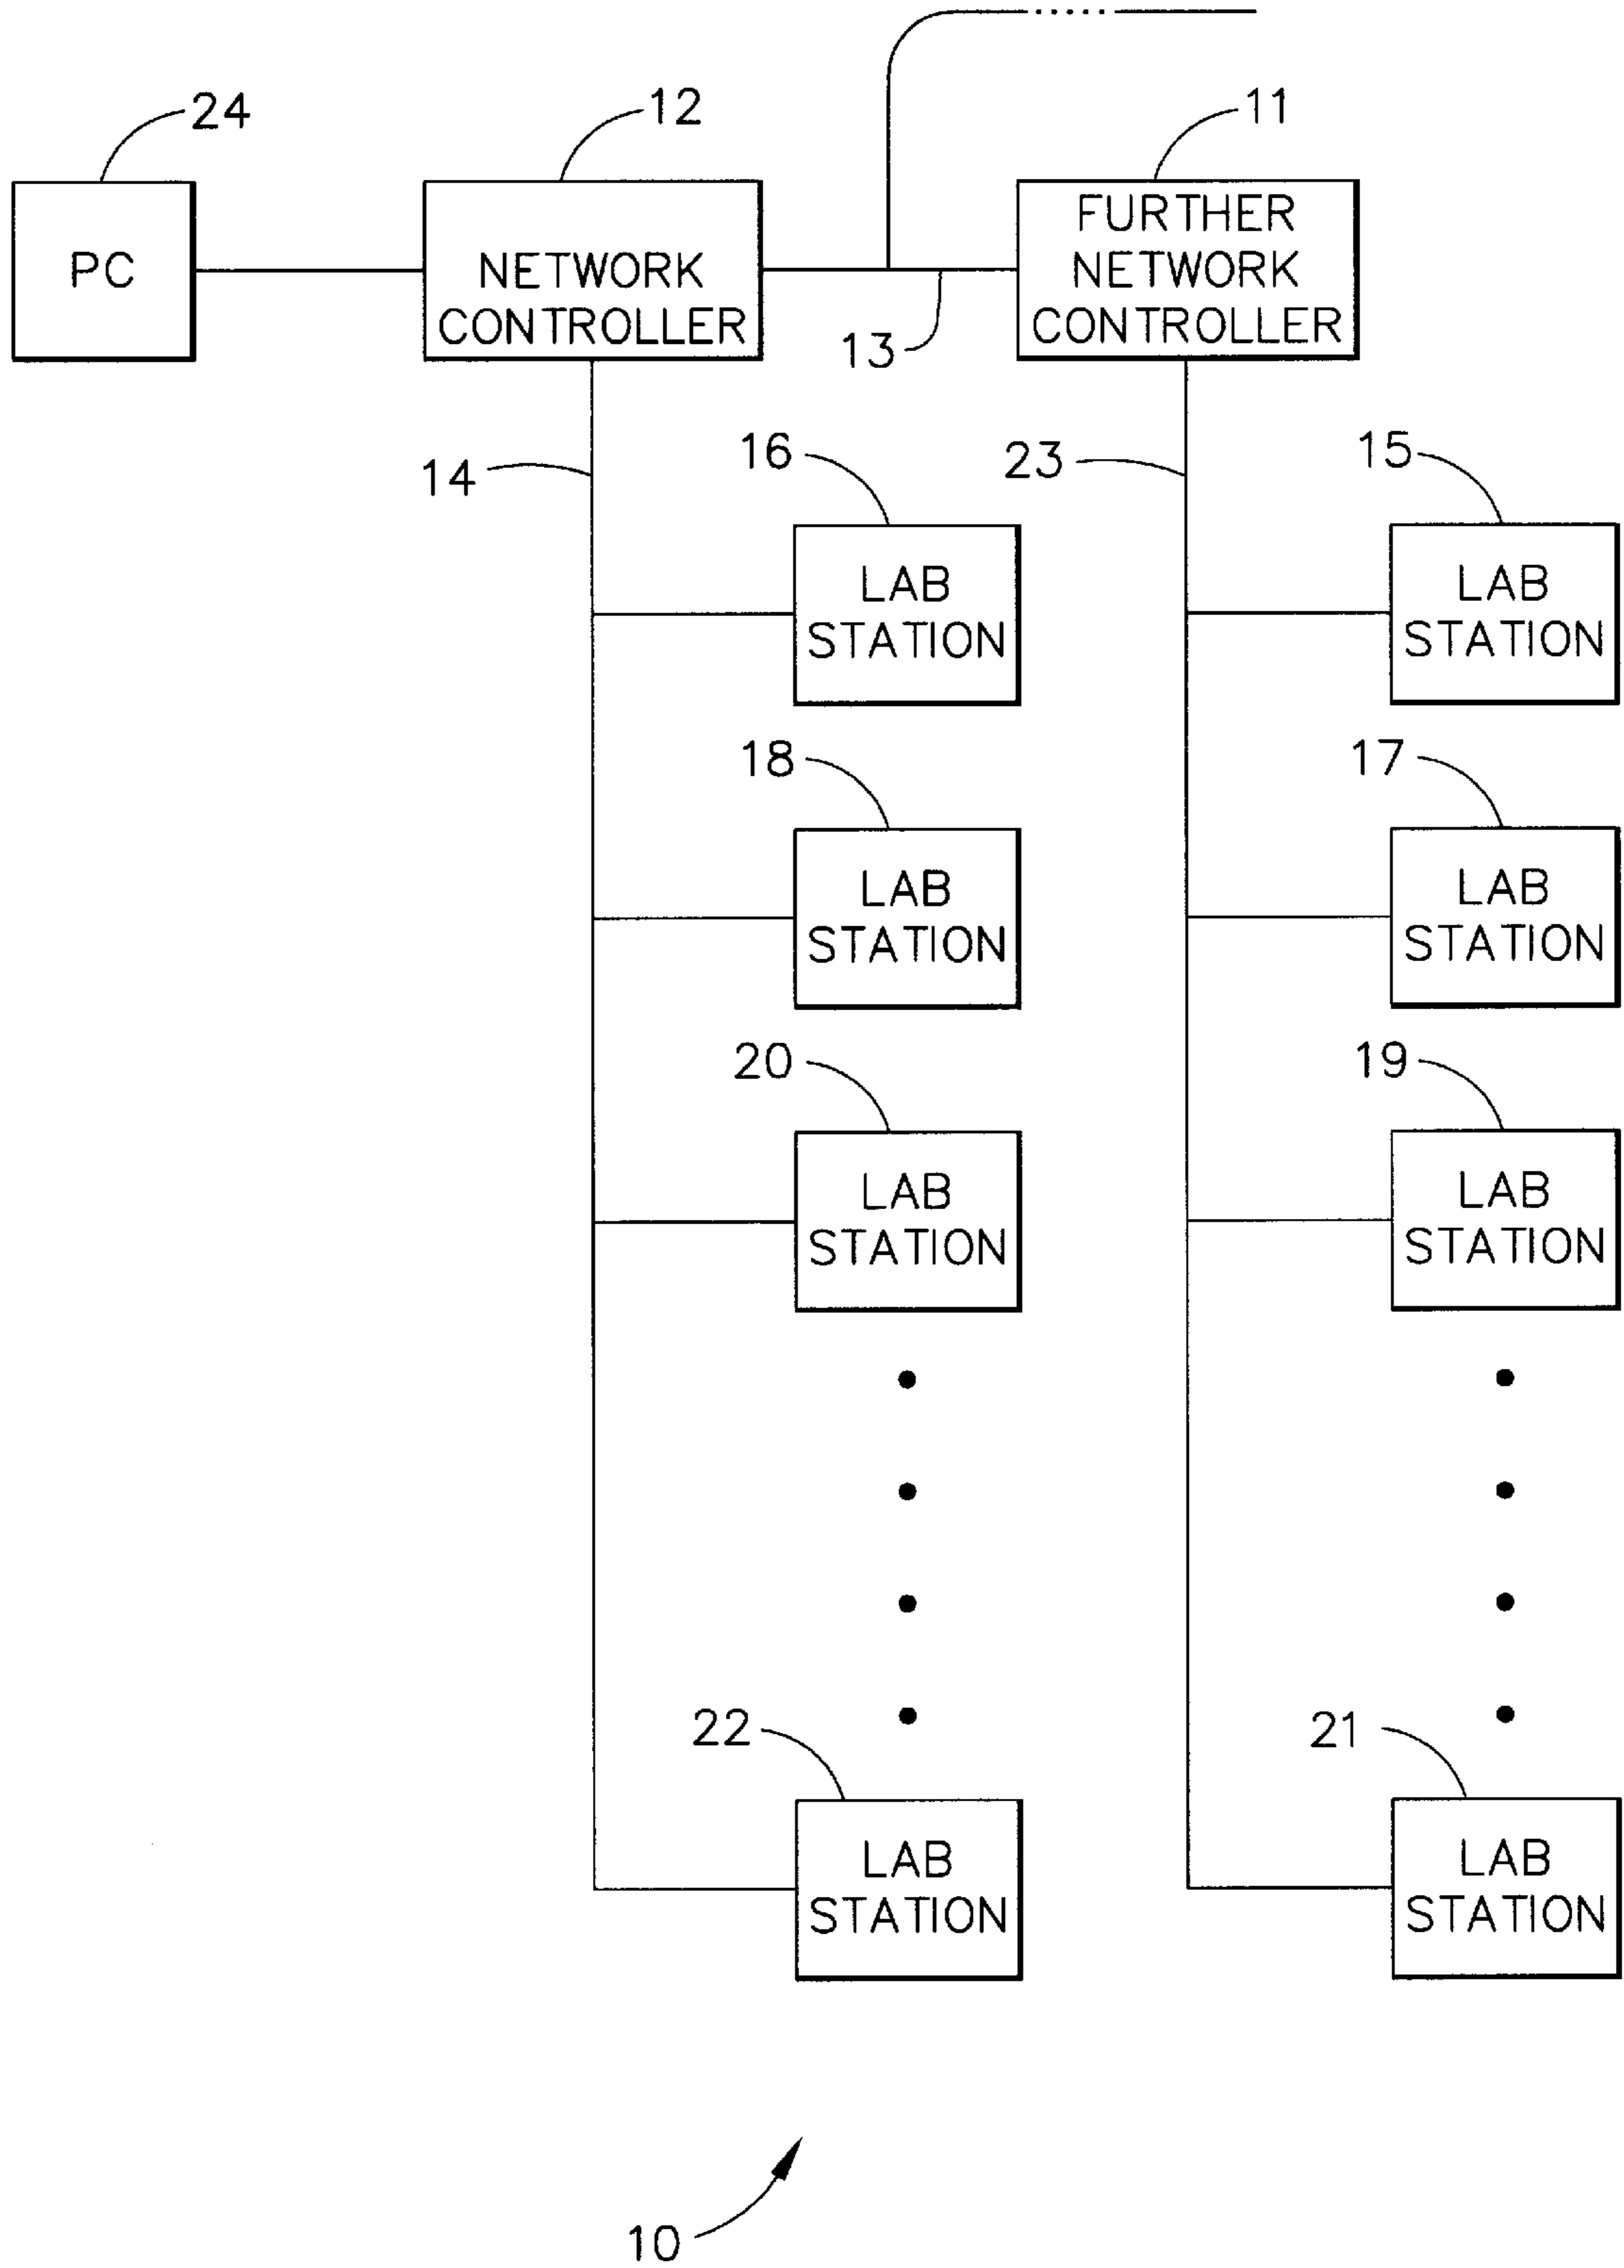 24
12
11
PC
NETWORK
CONTROLLER
FURTHER
NETWORK
CONTROLLER
13
14
16
23
15
LAB
STATION
LAB
STATION
18
17
LAB
STATION
LAB
STATION
20
19
LAB
STATION
LAB
STATION
22
21
LAB
STATION
LAB
STATION
10